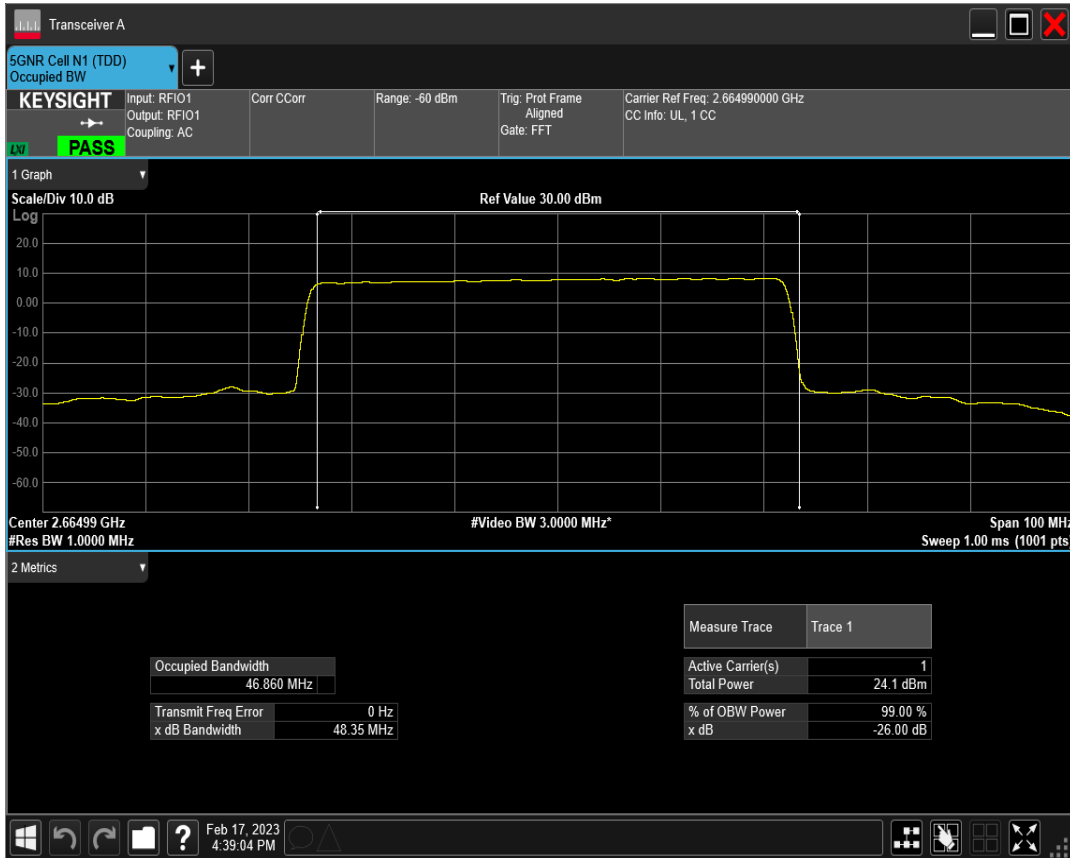 Transceiver A
5GNR Cell N1 (TDD)
Occupied BW
+
KEYSIGHT
LXI
PASS
Input: RFIO1
Output: RFIO1
Coupling: AC
Corr CCorr
Range: -60 dBm
Trig: Prot Frame
Aligned
Gate: FFT
Carrier Ref Freq: 2.664990000 GHz
CC Info: UL, 1 CC
1 Graph
Scale/Div 10.0 dB
Ref Value 30.00 dBm
Log
20.0
10.0
0.00
-10.0
-20.0
-30.0
-40.0
-50.0
-60.0
Center 2.66499 GHz
#Video BW 3.0000 MHz*
Span 100 MHz
#Res BW 1.0000 MHz
Sweep 1.00 ms (1001 pts)
2 Metrics
Measure Trace Trace 1
Occupied Bandwidth
46.860 MHz
Active Carrier(s) 1
Total Power 24.1 dBm
Transmit Freq Error 0 Hz
x dB Bandwidth 48.35 MHz
% of OBW Power 99.00 %
x dB -26.00 dB
?
Feb 17, 2023
4:39:04 PM